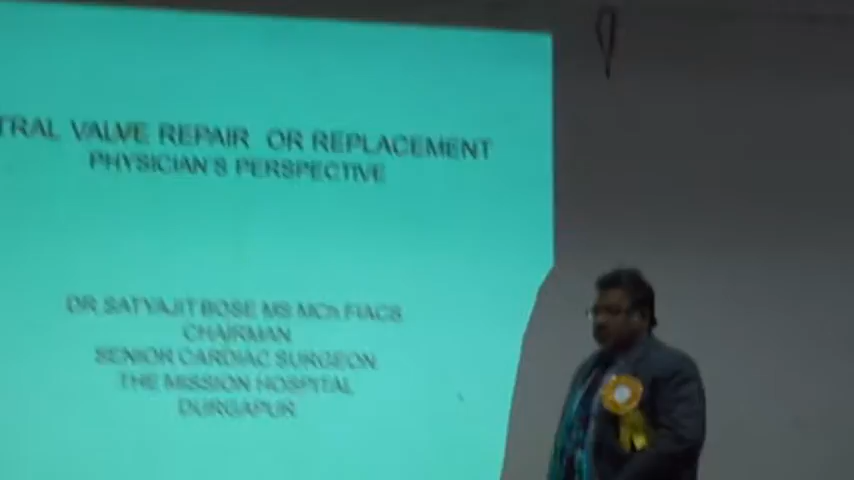 TRAL VALVE REPAIR OR REPLACEMENT
PHYSICIAN'S PERSPECTIVE
DR SATYAJIT BOSE MS MCh FIACS
CHAIRMAN
SENIOR CARDIAC SURGEON
THE MISSION HOSPITAL
DURGAPUR